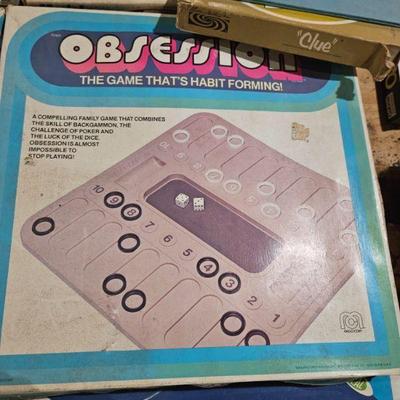 OBSESSION
THE GAME THAT'S HABIT FORMING!
"Clue"
A COMPELLING FAMILY GAME THAT COMBINES
THE SKILL OF BACKGAMMON, THE
CHALLENGE OF POKER AND
THE LUCK OF THE DICE.
OBSESSION IS ALMOST
IMPOSSIBLE TO
STOP PLAYING!
10 9 8 7 6 5 4 3 2 1